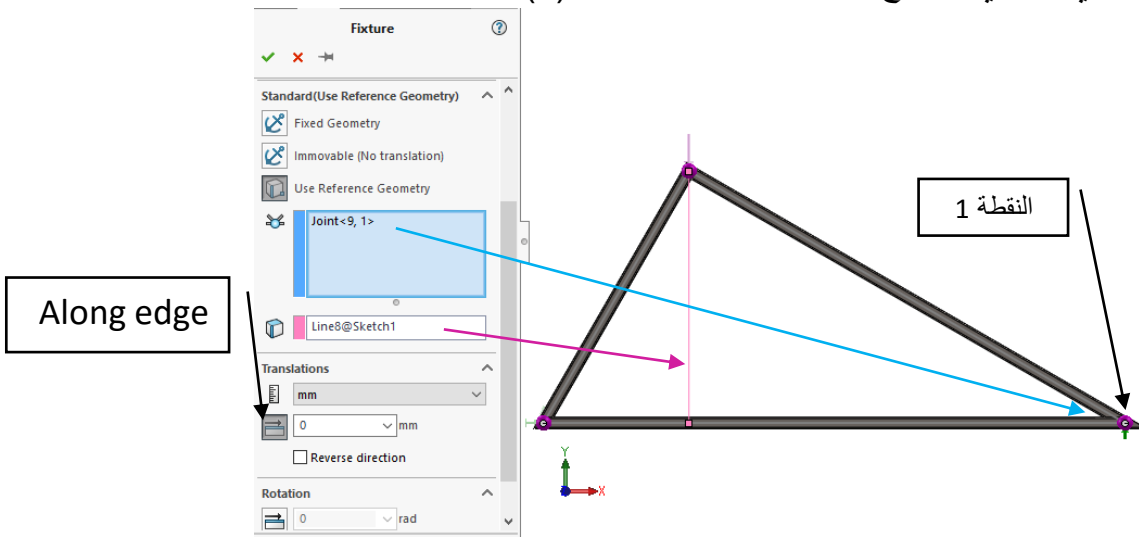 Fixture
Standard(Use Reference Geometry)
Fixed Geometry
Immovable (No translation)
Use Reference Geometry
Joint<9, 1>
Line8@Sketch1
Translations
mm
0 mm
Reverse direction
Rotation
0 rad
Along edge
النقطة 1
Y
X